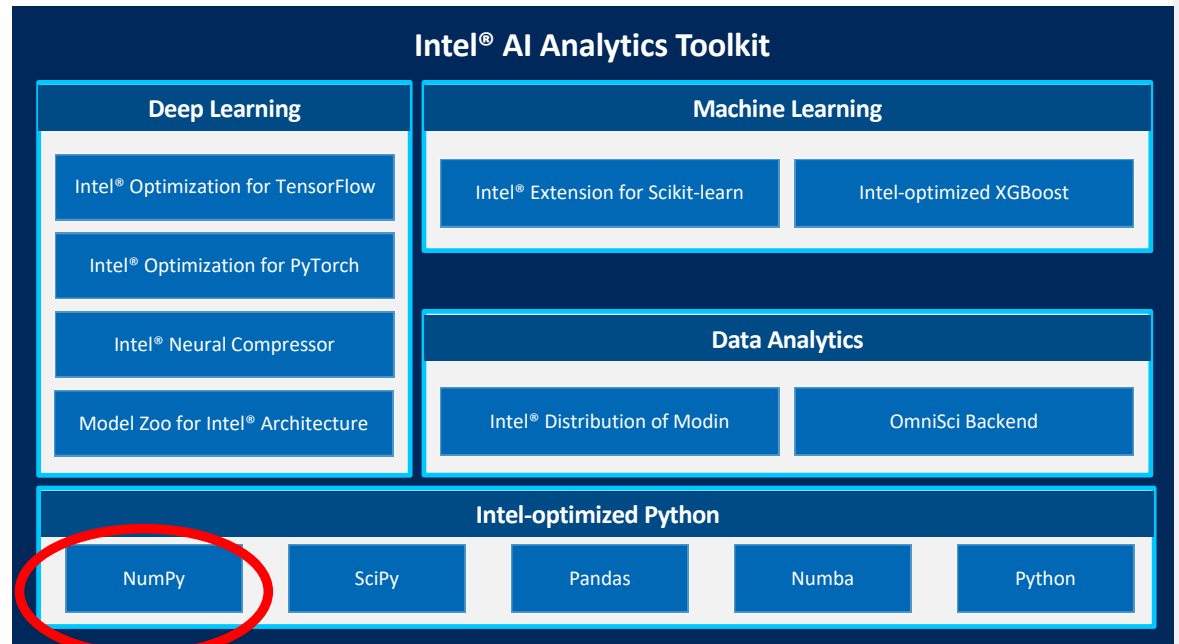 Intel® AI Analytics Toolkit
Deep Learning
Intel® Optimization for TensorFlow
Intel® Optimization for PyTorch
Intel® Neural Compressor
Model Zoo for Intel® Architecture
Machine Learning
Intel® Extension for Scikit-learn
Intel-optimized XGBoost
Data Analytics
Intel® Distribution of Modin
OmniSci Backend
Intel-optimized Python
NumPy
SciPy
Pandas
Numba
Python